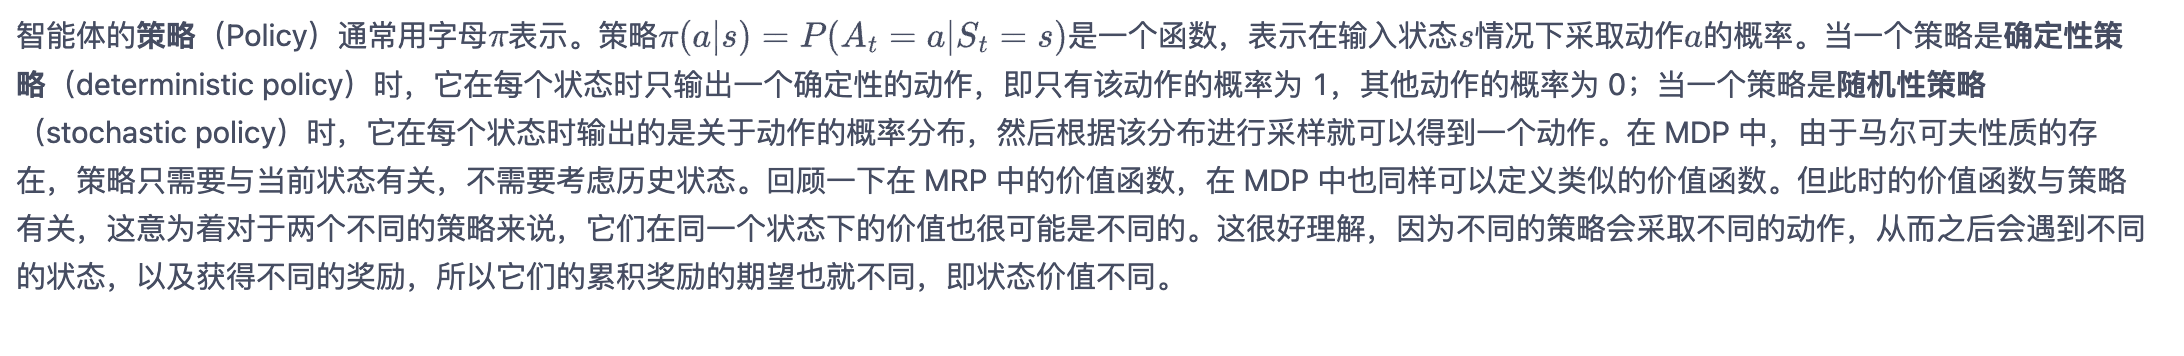 智能体的策略（Policy）通常用字母π表示。策略π(a|s) = P(Aₜ = a|Sₜ = s)是一个函数，表示在输入状态s情况下采取动作a的概率。当一个策略是确定性策
略（deterministic policy）时，它在每个状态时只输出一个确定性的动作，即只有该动作的概率为 1，其他动作的概率为 0；当一个策略是随机性策略
（stochastic policy）时，它在每个状态时输出的是关于动作的概率分布，然后根据该分布进行采样就可以得到一个动作。在 MDP 中，由于马尔可夫性质的存
在，策略只需要与当前状态有关，不需要考虑历史状态。回顾一下在 MRP 中的价值函数，在 MDP 中也同样可以定义类似的价值函数。但此时的价值函数与策略
有关，这意为着对于两个不同的策略来说，它们在同一个状态下的价值也很可能是不同的。这很好理解，因为不同的策略会采取不同的动作，从而之后会遇到不同
的状态，以及获得不同的奖励，所以它们的累积奖励的期望也就不同，即状态价值不同。